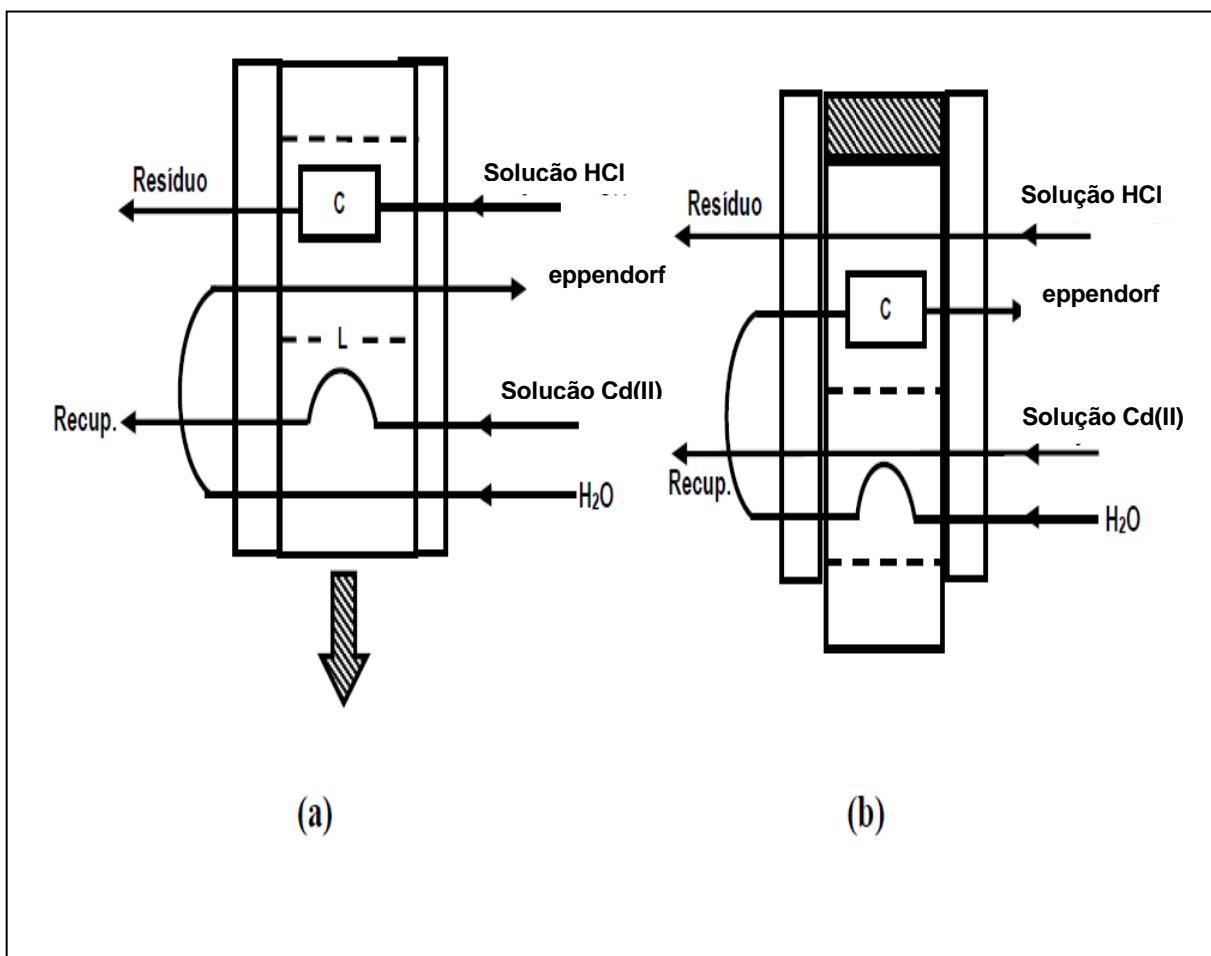 Solucão HCl
Resíduo
C
eppendorf
L
Solucão Cd(II)
Recup.
H₂O
(a)
Solução HCl
Resíduo
eppendorf
C
Solução Cd(II)
Recup.
H₂O
(b)